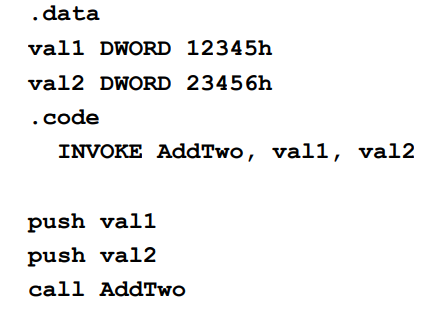 .data
val1 DWORD 12345h
val2 DWORD 23456h
.code
INVOKE AddTwo, val1, val2
push val1
push val2
call AddTwo